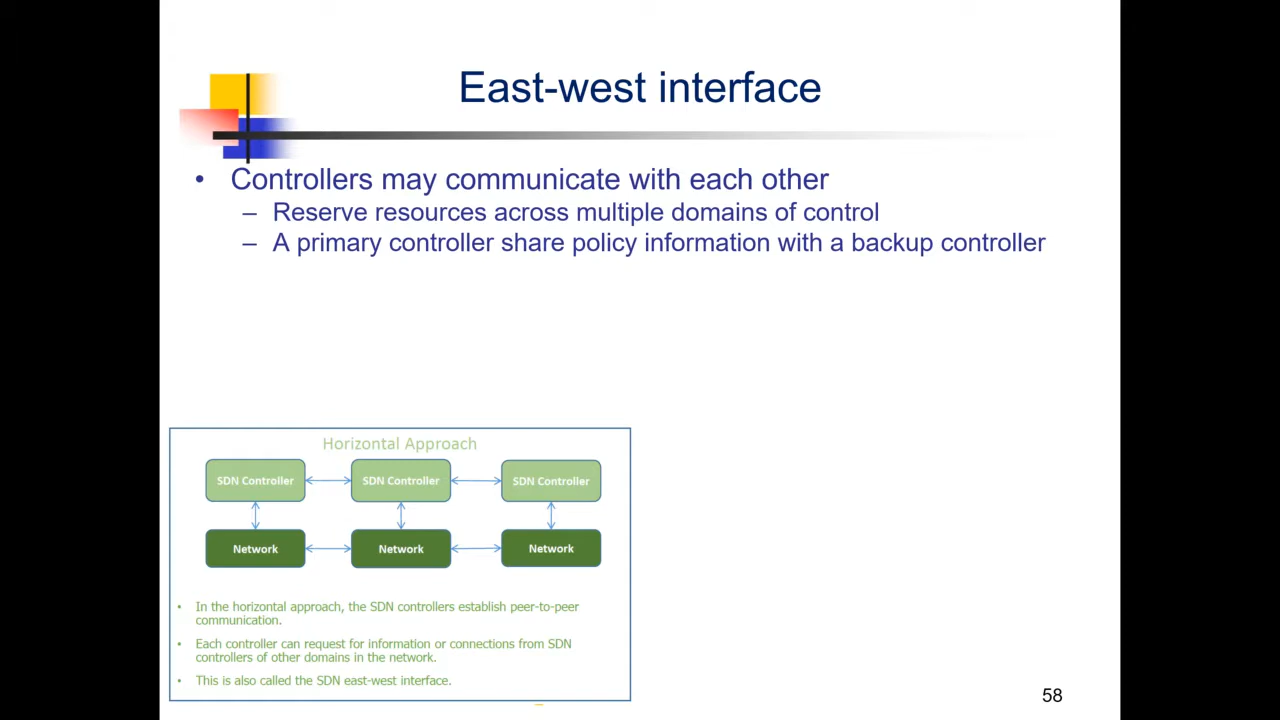 East-west interface
• Controllers may communicate with each other
– Reserve resources across multiple domains of control
– A primary controller share policy information with a backup controller
Horizontal Approach
SDN Controller SDN Controller SDN Controller
Network Network Network
• In the horizontal approach, the SDN controllers establish peer-to-peer
communication.
• Each controller can request for information or connections from SDN
controllers of other domains in the network.
• This is also called the SDN east-west interface.
58